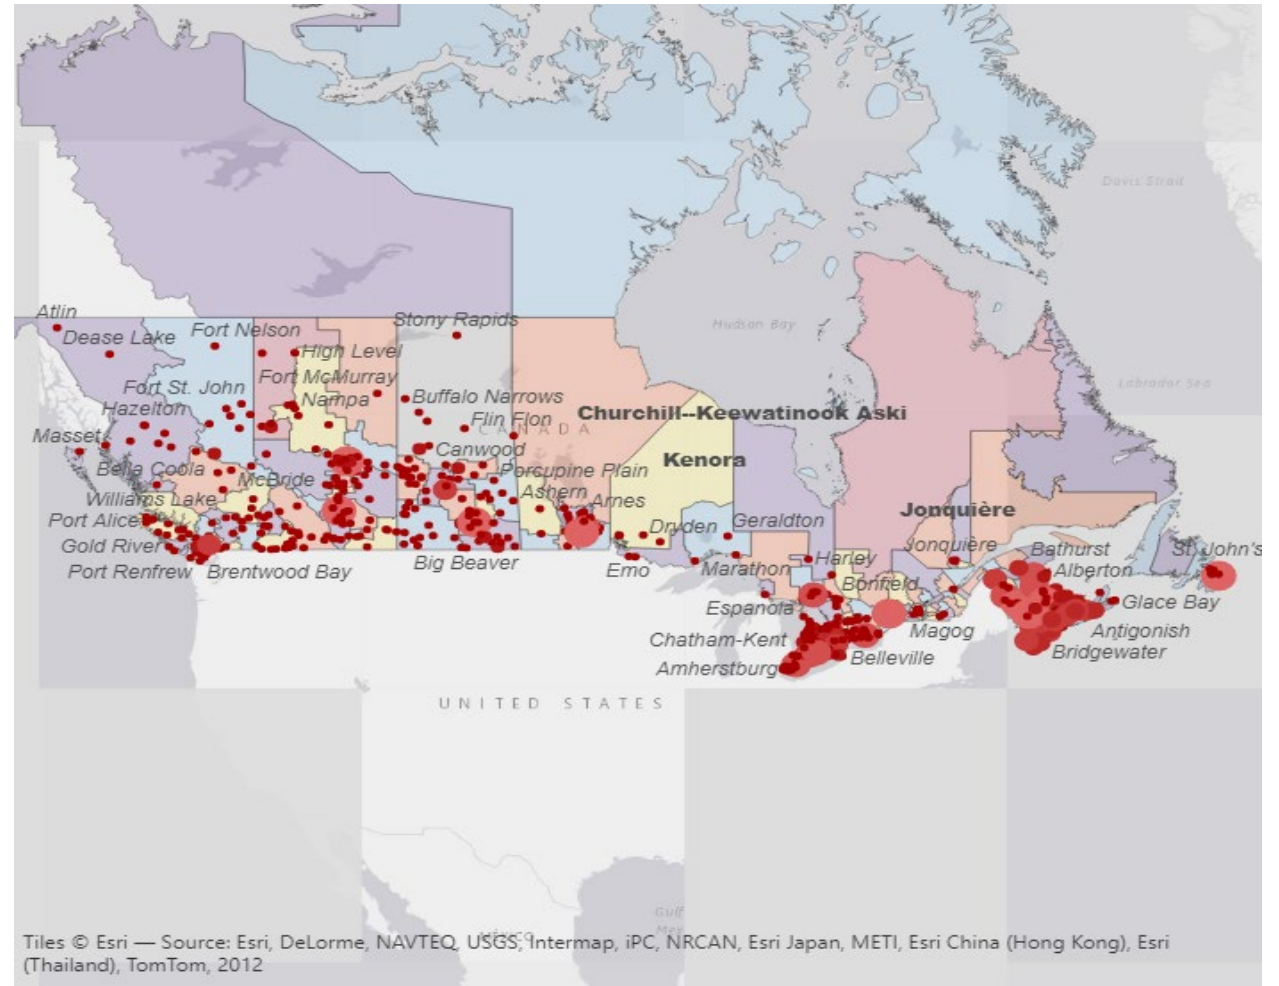 Davis Strait
Atlin
Dease Lake
Fort Nelson
Stony Rapids
Hudson Bay
High Level
Fort McMurray
Labrador Sea
Fort St. John
Nampa
Buffalo Narrows
Hazelton
Flin Flon
Churchill--Keewatinook Aski
CANADA
Masset
Canwood
Kenora
Bella Coola
McBride
Porcupine Plain
Williams Lake
Ashern
Arnes
Jonquière
Port Alice
Dryden
Geraldton
Gold River
Jonquière
Bathurst
St. John's
Port Renfrew
Brentwood Bay
Big Beaver
Emo
Marathon
Harley
Alberton
Bonfield
Espanola
Glace Bay
Chatham-Kent
Magog
Antigonish
Amherstburg
Belleville
Bridgewater
UNITED STATES
Gulf
MÉXICO
Tiles © Esri — Source: Esri, DeLorme, NAVTEQ, USGS, Intermap, iPC, NRCAN, Esri Japan, METI, Esri China (Hong Kong), Esri
(Thailand), TomTom, 2012